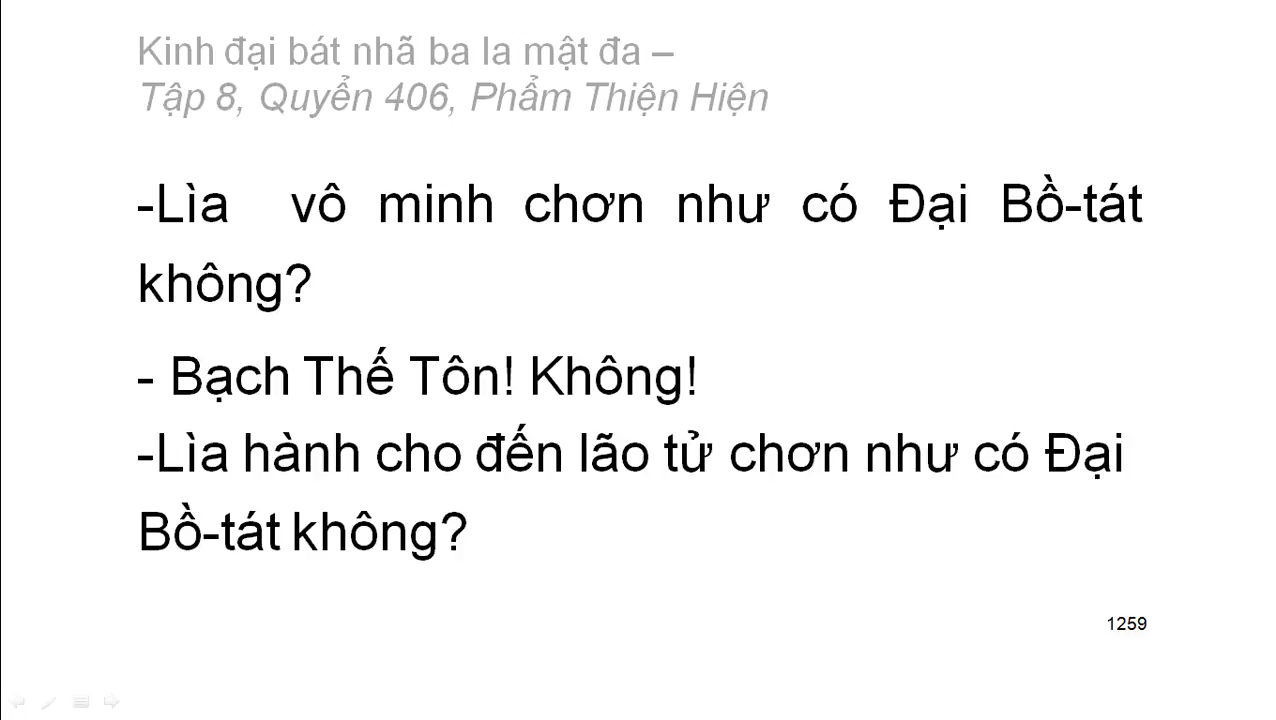 Kinh đại bát nhã ba la mật đa –
Tập 8, Quyển 406, Phẩm Thiện Hiện
-Lìa vô minh chơn như có Đại Bồ-tát
không?
- Bạch Thế Tôn! Không!
-Lìa hành cho đến lão tử chơn như có Đại
Bồ-tát không?
1259